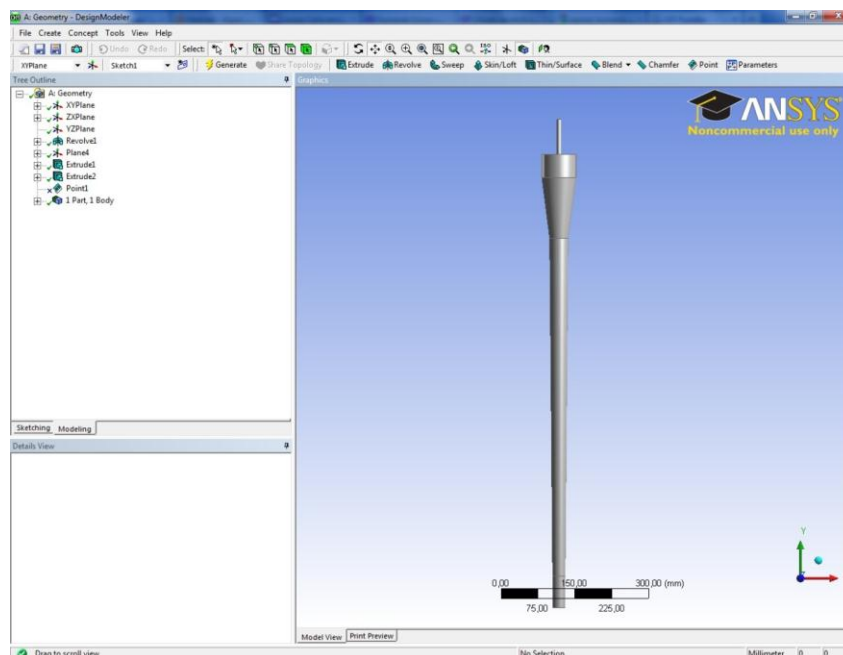 A: Geometry - DesignModeler
File Create Concept Tools View Help
Undo Redo Select:
XYPlane Sketch1 Generate Share Topology Extrude Revolve Sweep Skin/Loft Thin/Surface Blend Chamfer Point Parameters
Tree Outline
A: Geometry
XYPlane
ZXPlane
YZPlane
Revolve1
Plane4
Extrude1
Extrude2
Point1
1 Part, 1 Body
Sketching Modeling
Details View
Graphics
ANSYS
Noncommercial use only
Y
0,00 150,00 300,00 (mm)
75,00 225,00
Model View Print Preview
Drag to scroll view No Selection Millimeter 0 0